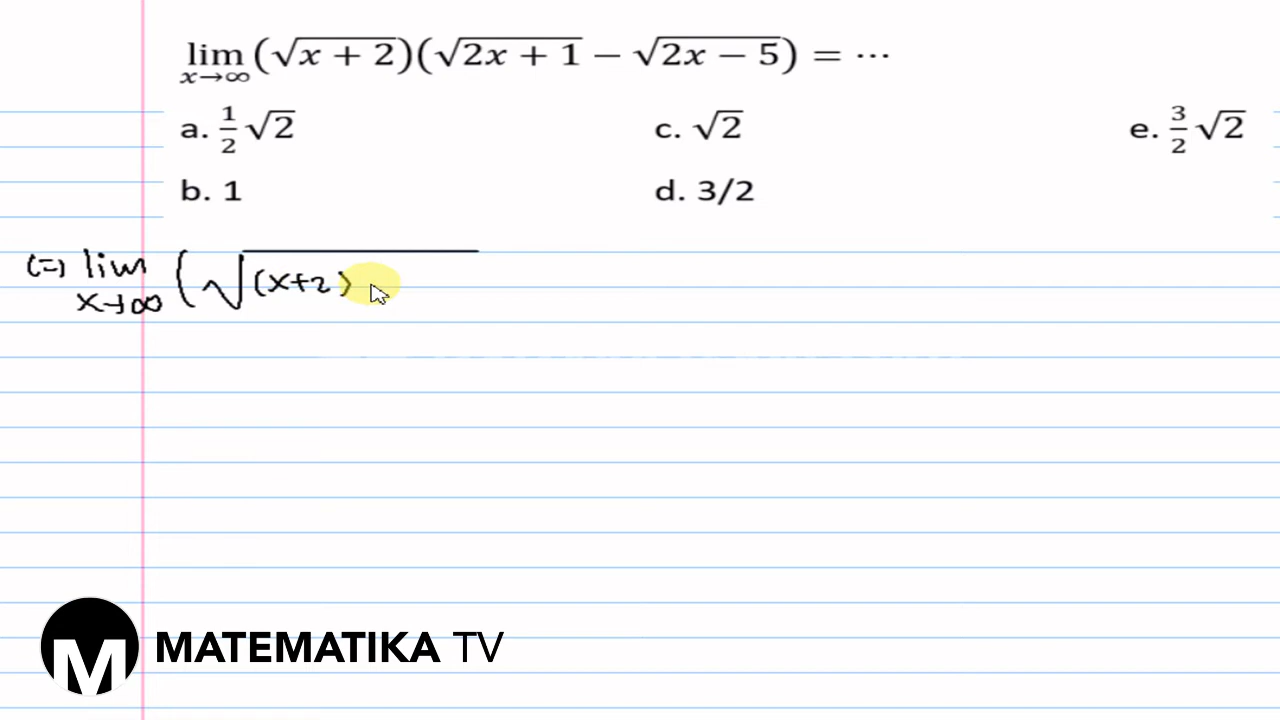 lim x→∞ (√x + 2)(√2x + 1 − √2x − 5) = ⋯
a. 1/2 √2 c. √2 e. 3/2 √2
b. 1 d. 3/2
(=) lim x→∞ (√(x+2)
M MATEMATIKA TV